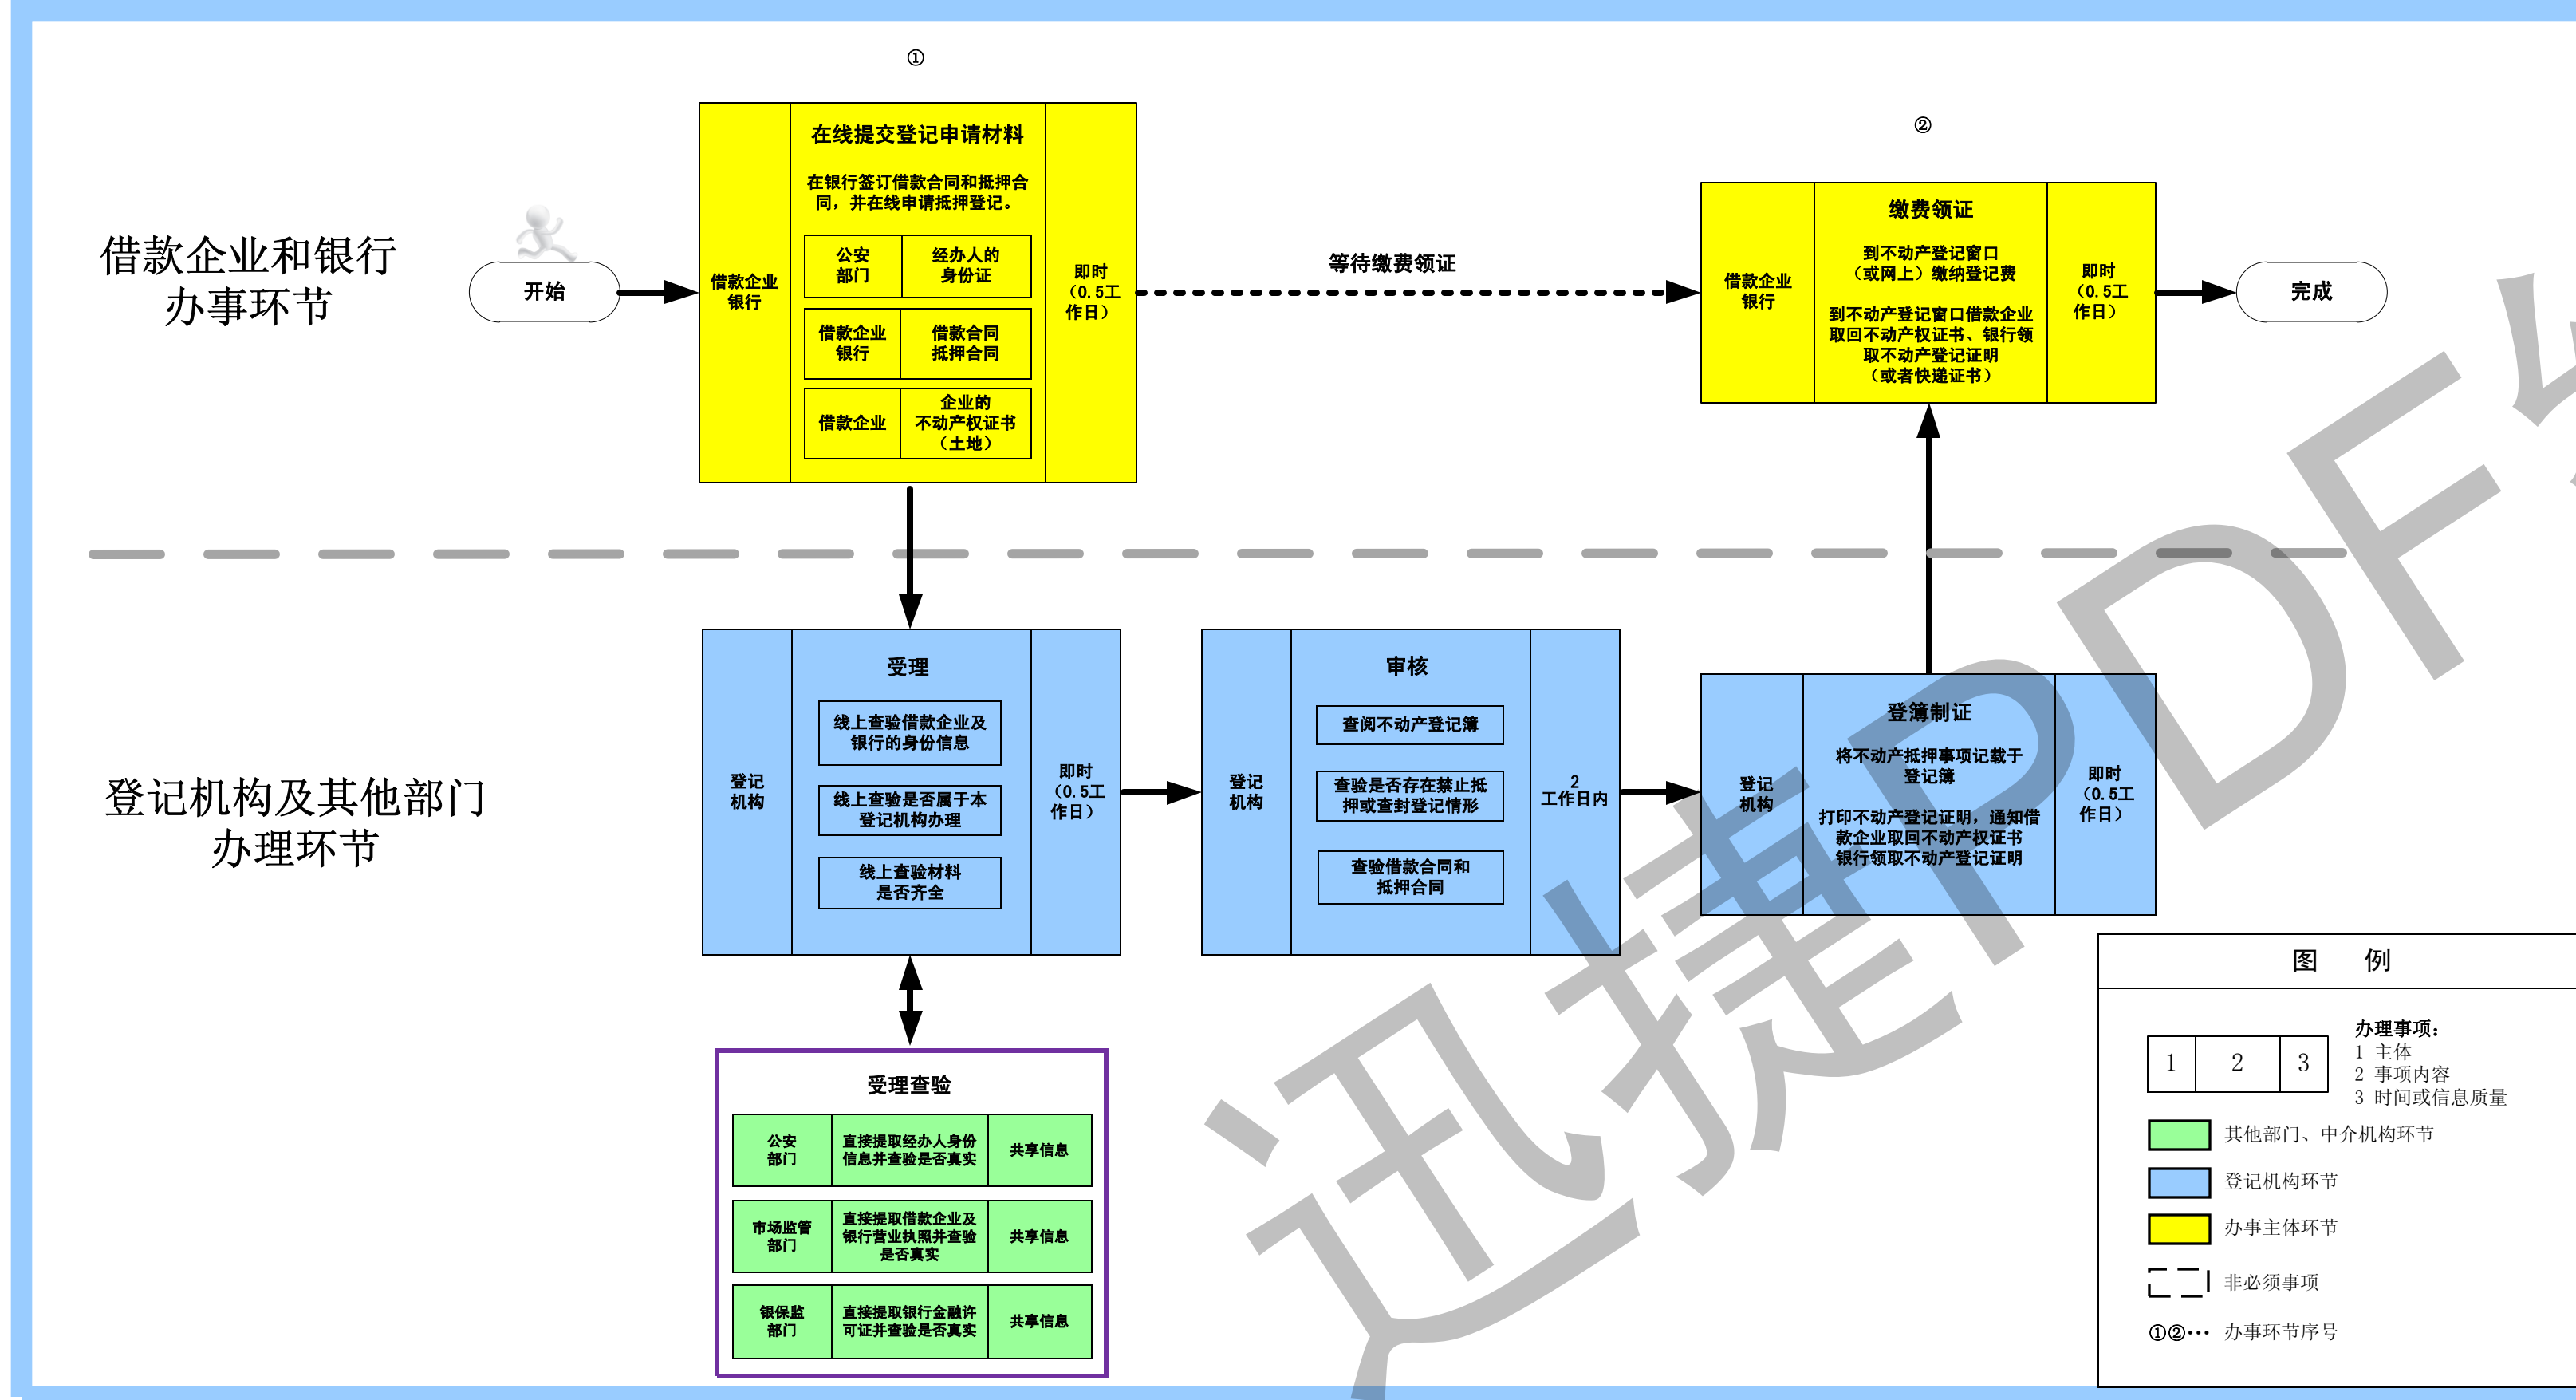 ①
②
借款企业和银行
办事环节
开始
借款企业
银行
在线提交登记申请材料
在银行签订借款合同和抵押合
同，并在线申请抵押登记。
公安
部门
经办人的
身份证
借款企业
银行
借款合同
抵押合同
借款企业
企业的
不动产权证书
（土地）
即时
（0.5工
作日）
等待缴费领证
借款企业
银行
缴费领证
到不动产登记窗口
（或网上）缴纳登记费
到不动产登记窗口借款企业
取回不动产权证书、银行领
取不动产登记证明
（或者快递证书）
即时
（0.5工
作日）
完成
登记机构及其他部门
办理环节
登记
机构
受理
线上查验借款企业及
银行的身份信息
线上查验是否属于本
登记机构办理
线上查验材料
是否齐全
即时
（0.5工
作日）
登记
机构
审核
查阅不动产登记簿
查验是否存在禁止抵
押或查封登记情形
查验借款合同和
抵押合同
2
工作日内
登记
机构
登簿制证
将不动产抵押事项记载于
登记簿
打印不动产登记证明，通知借
款企业取回不动产权证书
银行领取不动产登记证明
即时
（0.5工
作日）
受理查验
公安
部门
直接提取经办人身份
信息并查验是否真实
共享信息
市场监管
部门
直接提取借款企业及
银行营业执照并查验
是否真实
共享信息
银保监
部门
直接提取银行金融许
可证并查验是否真实
共享信息
图 例
1 2 3
办理事项：
1 主体
2 事项内容
3 时间或信息质量
其他部门、中介机构环节
登记机构环节
办事主体环节
非必须事项
①②… 办事环节序号
迅捷PDF